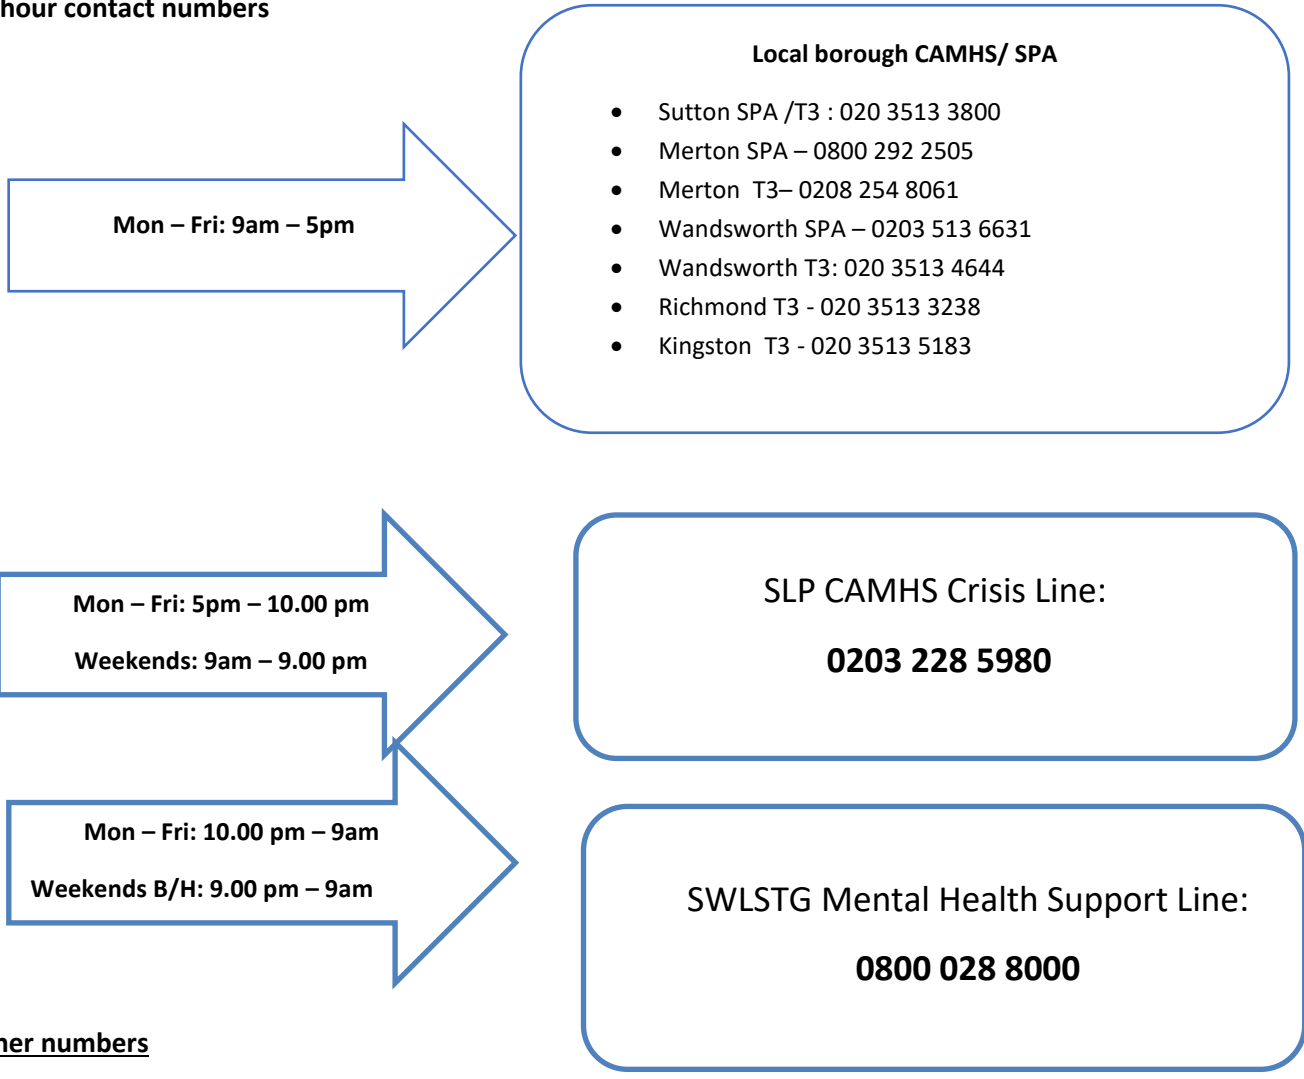 hour contact numbers
Local borough CAMHS/ SPA
• Sutton SPA /T3 : 020 3513 3800
• Merton SPA – 0800 292 2505
• Merton  T3– 0208 254 8061
• Wandsworth SPA – 0203 513 6631
• Wandsworth T3: 020 3513 4644
• Richmond T3 - 020 3513 3238
• Kingston  T3 - 020 3513 5183
Mon – Fri: 9am – 5pm
Mon – Fri: 5pm – 10.00 pm
Weekends: 9am – 9.00 pm
SLP CAMHS Crisis Line:
0203 228 5980
Mon – Fri: 10.00 pm – 9am
Weekends B/H: 9.00 pm – 9am
SWLSTG Mental Health Support Line:
0800 028 8000
her numbers